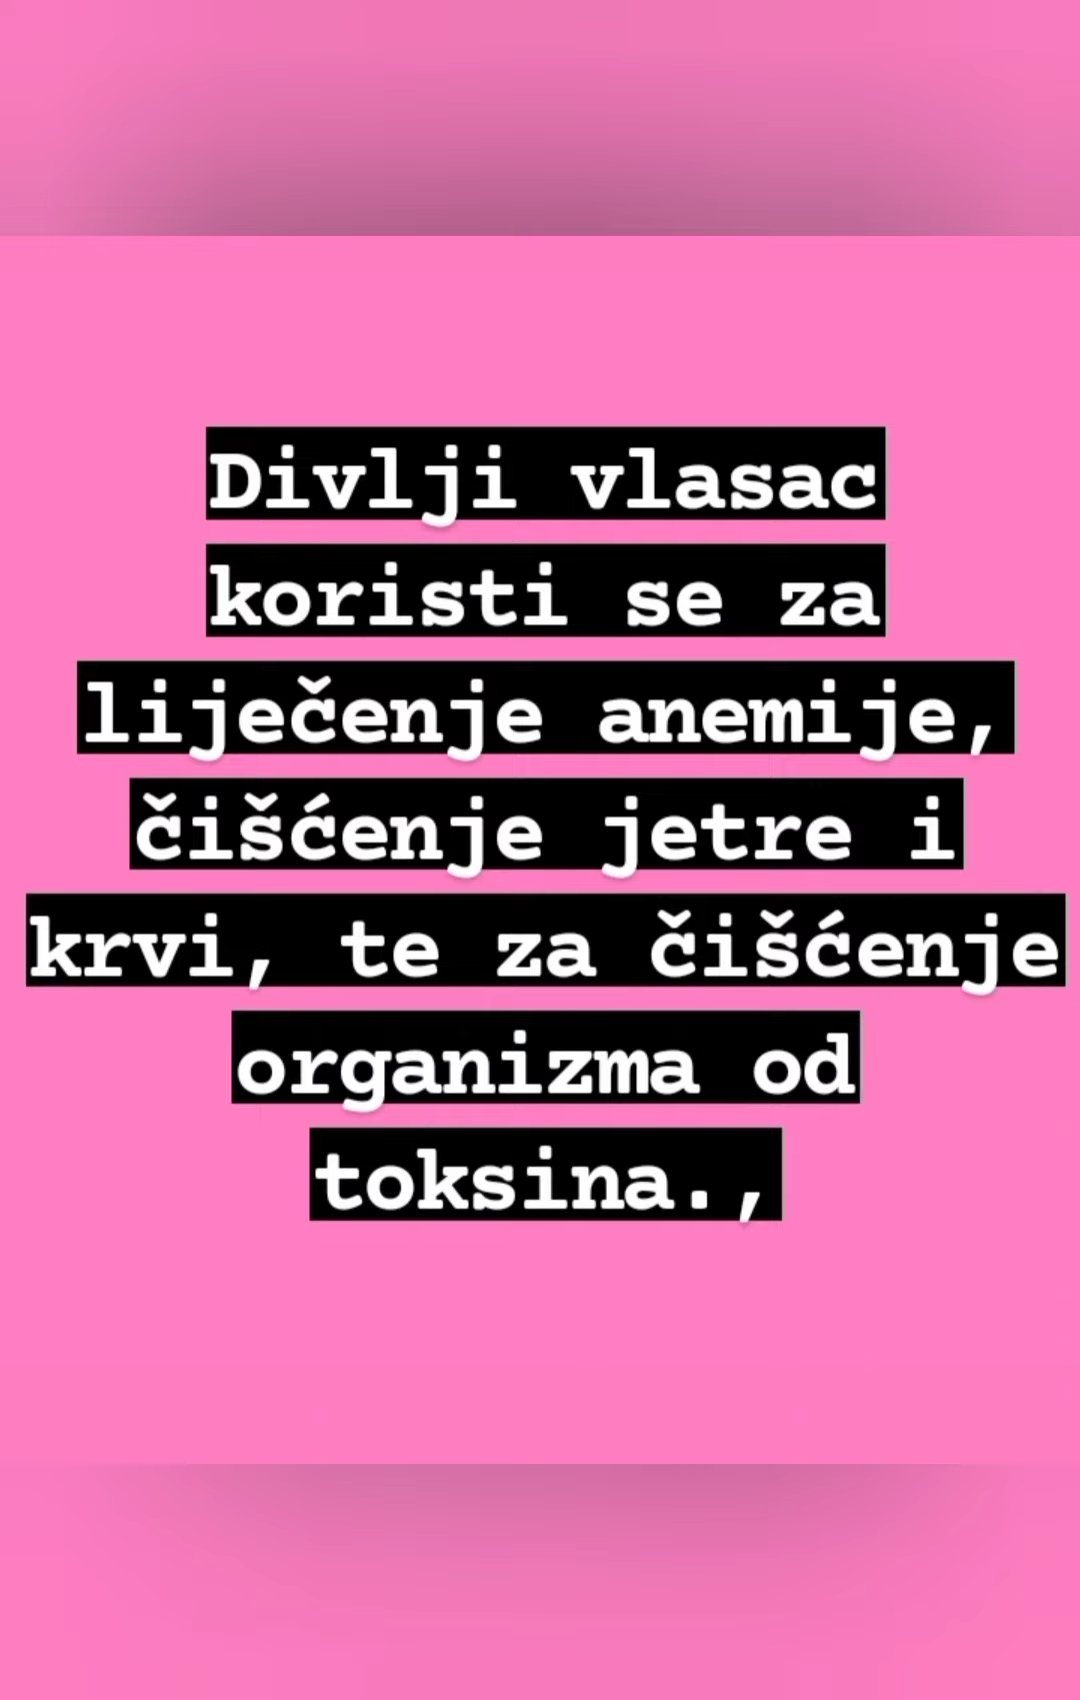 Divlji vlasac
koristi se za
liječenje anemije,
čišćenje jetre i
krvi, te za čišćenje
organizma od
toksina.,